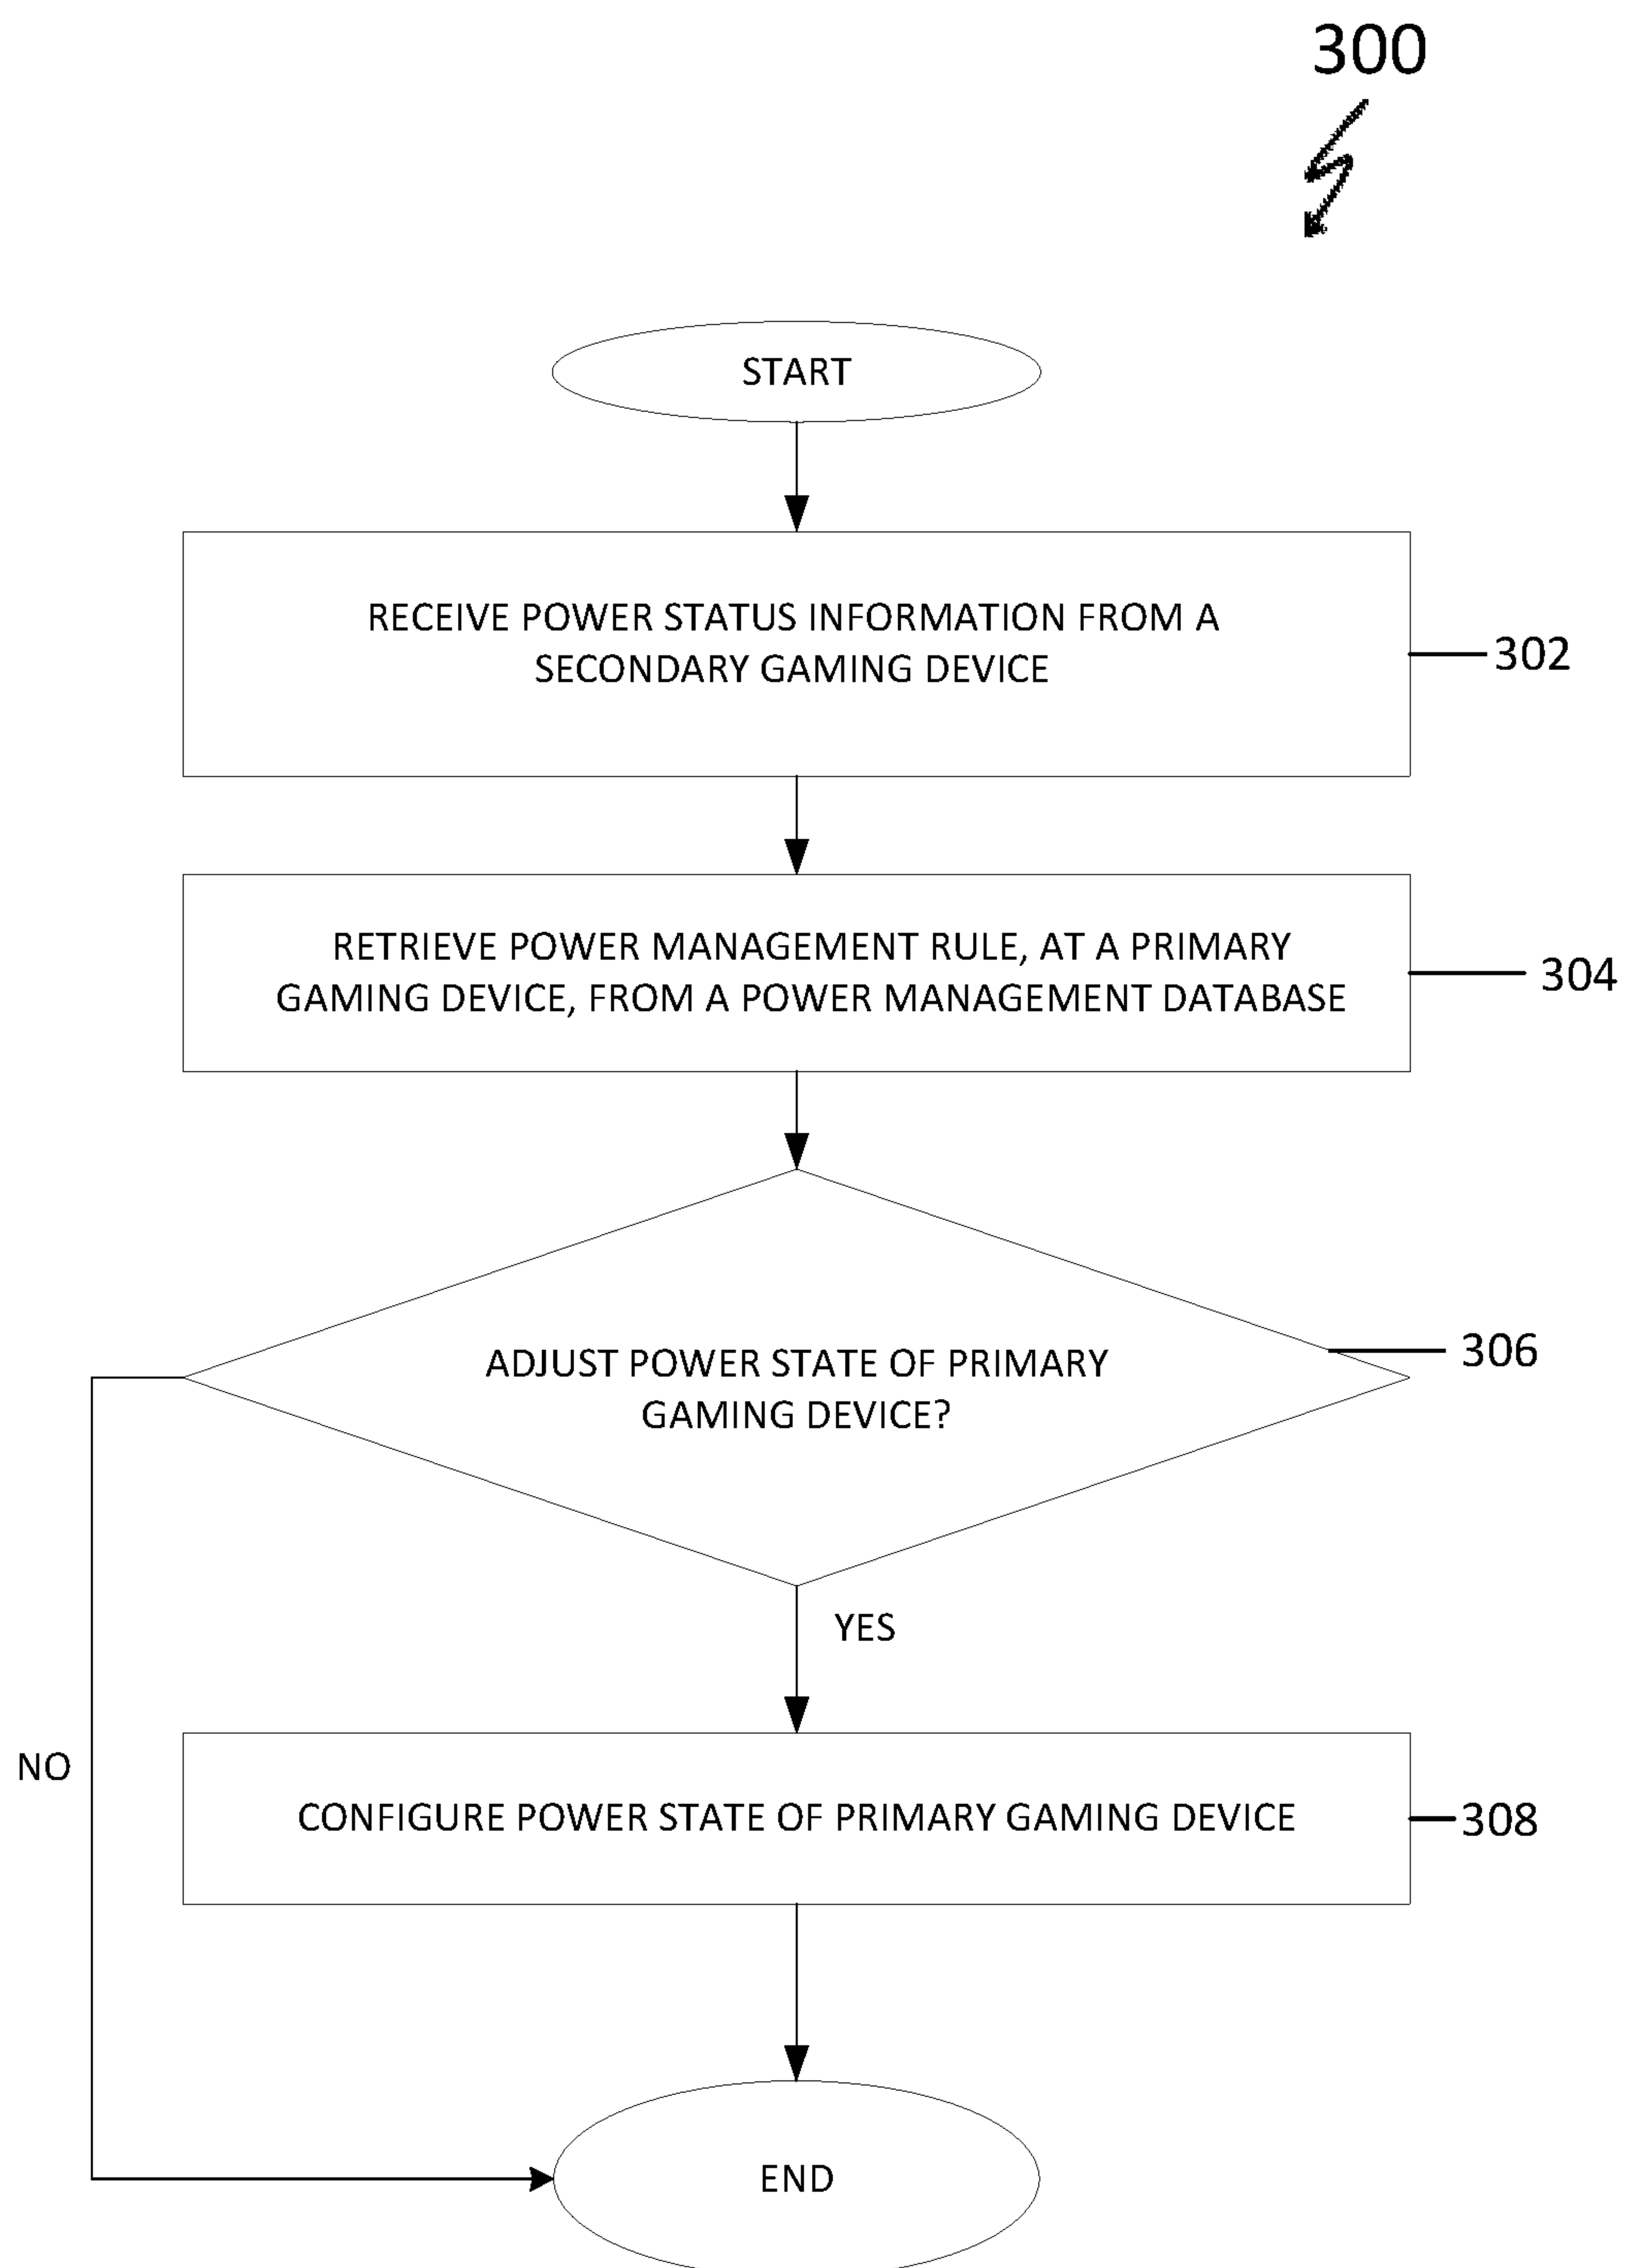 300
START
RECEIVE POWER STATUS INFORMATION FROM A
SECONDARY GAMING DEVICE
302
RETRIEVE POWER MANAGEMENT RULE, AT A PRIMARY
GAMING DEVICE, FROM A POWER MANAGEMENT DATABASE
304
ADJUST POWER STATE OF PRIMARY
GAMING DEVICE?
306
YES
NO
CONFIGURE POWER STATE OF PRIMARY GAMING DEVICE
308
END